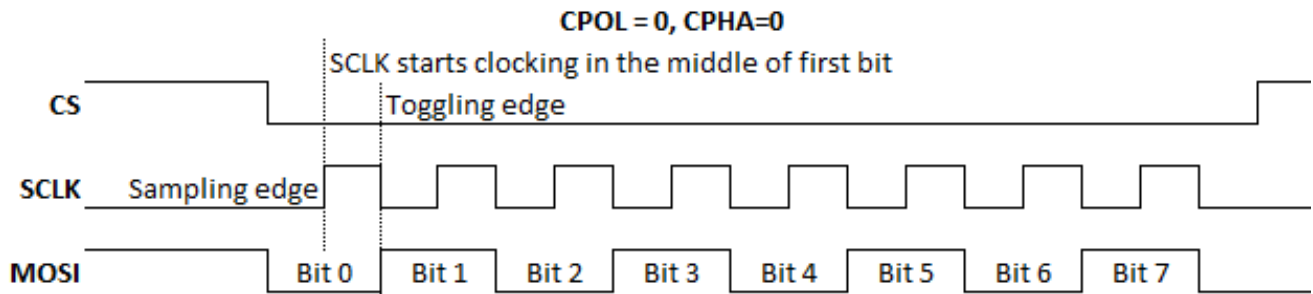 CPOL = 0, CPHA=0
SCLK starts clocking in the middle of first bit
CS
Toggling edge
SCLK Sampling edge
MOSI Bit 0 Bit 1 Bit 2 Bit 3 Bit 4 Bit 5 Bit 6 Bit 7